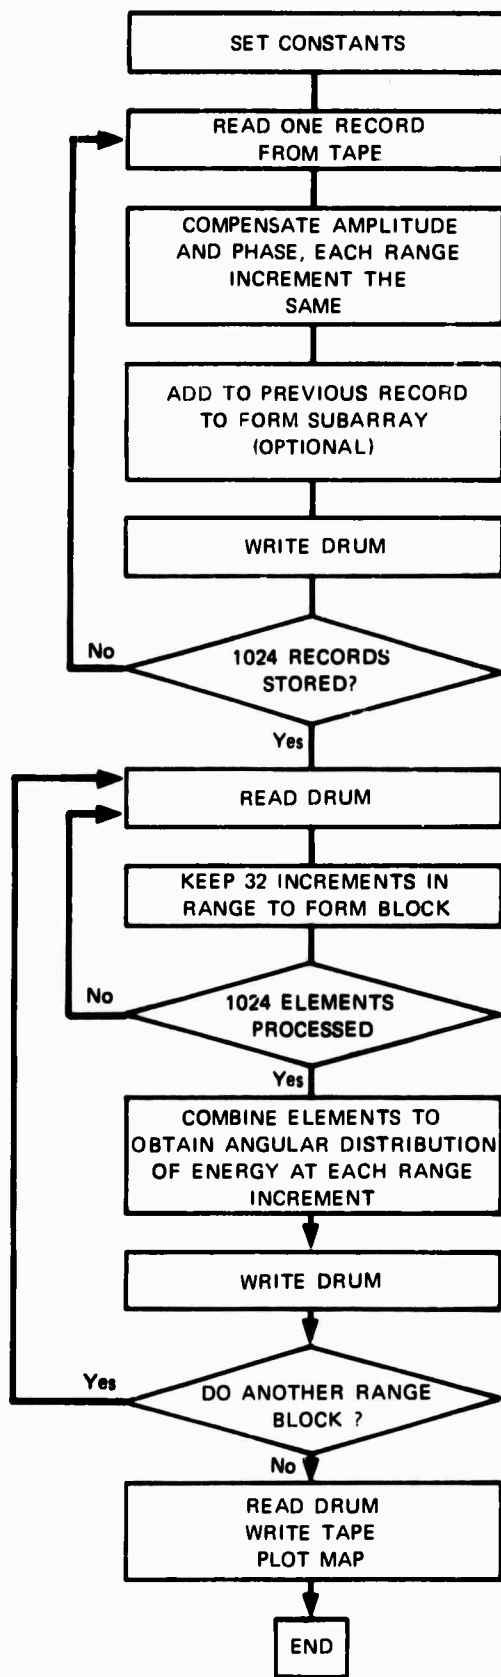 SET CONSTANTS
READ ONE RECORD
FROM TAPE
COMPENSATE AMPLITUDE
AND PHASE, EACH RANGE
INCREMENT THE
SAME
ADD TO PREVIOUS RECORD
TO FORM SUBARRAY
(OPTIONAL)
WRITE DRUM
No
1024 RECORDS
STORED?
Yes
READ DRUM
KEEP 32 INCREMENTS IN
RANGE TO FORM BLOCK
No
1024 ELEMENTS
PROCESSED
Yes
COMBINE ELEMENTS TO
OBTAIN ANGULAR DISTRIBUTION
OF ENERGY AT EACH RANGE
INCREMENT
WRITE DRUM
Yes
DO ANOTHER RANGE
BLOCK ?
No
READ DRUM
WRITE TAPE
PLOT MAP
END